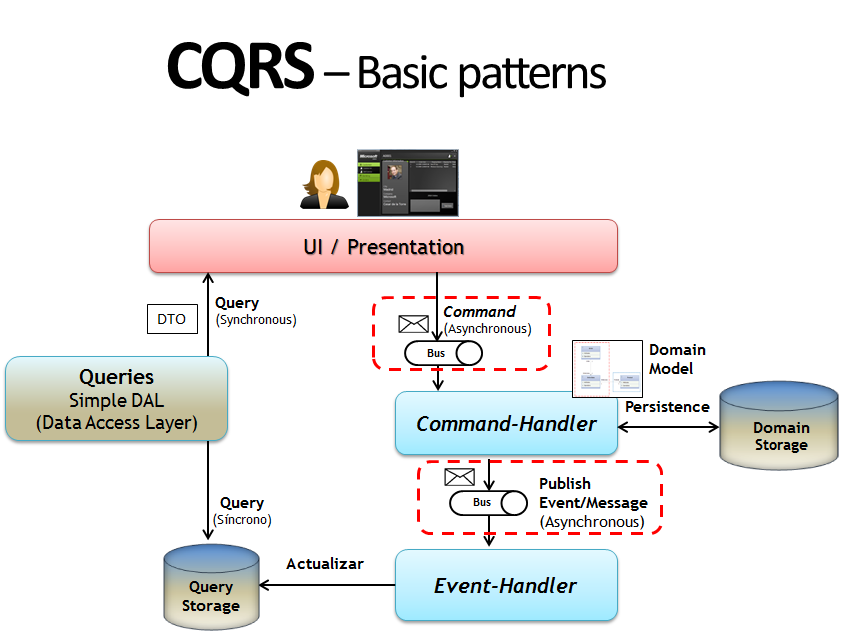 CQRS – Basic patterns
UI / Presentation
DTO
Query
(Synchronous)
Command
(Asynchronous)
Bus
Queries
Simple DAL
(Data Access Layer)
Domain
Model
Command-Handler
Persistence
Domain
Storage
Bus
Publish
Event/Message
(Asynchronous)
Query
(Síncrono)
Query
Storage
Actualizar
Event-Handler